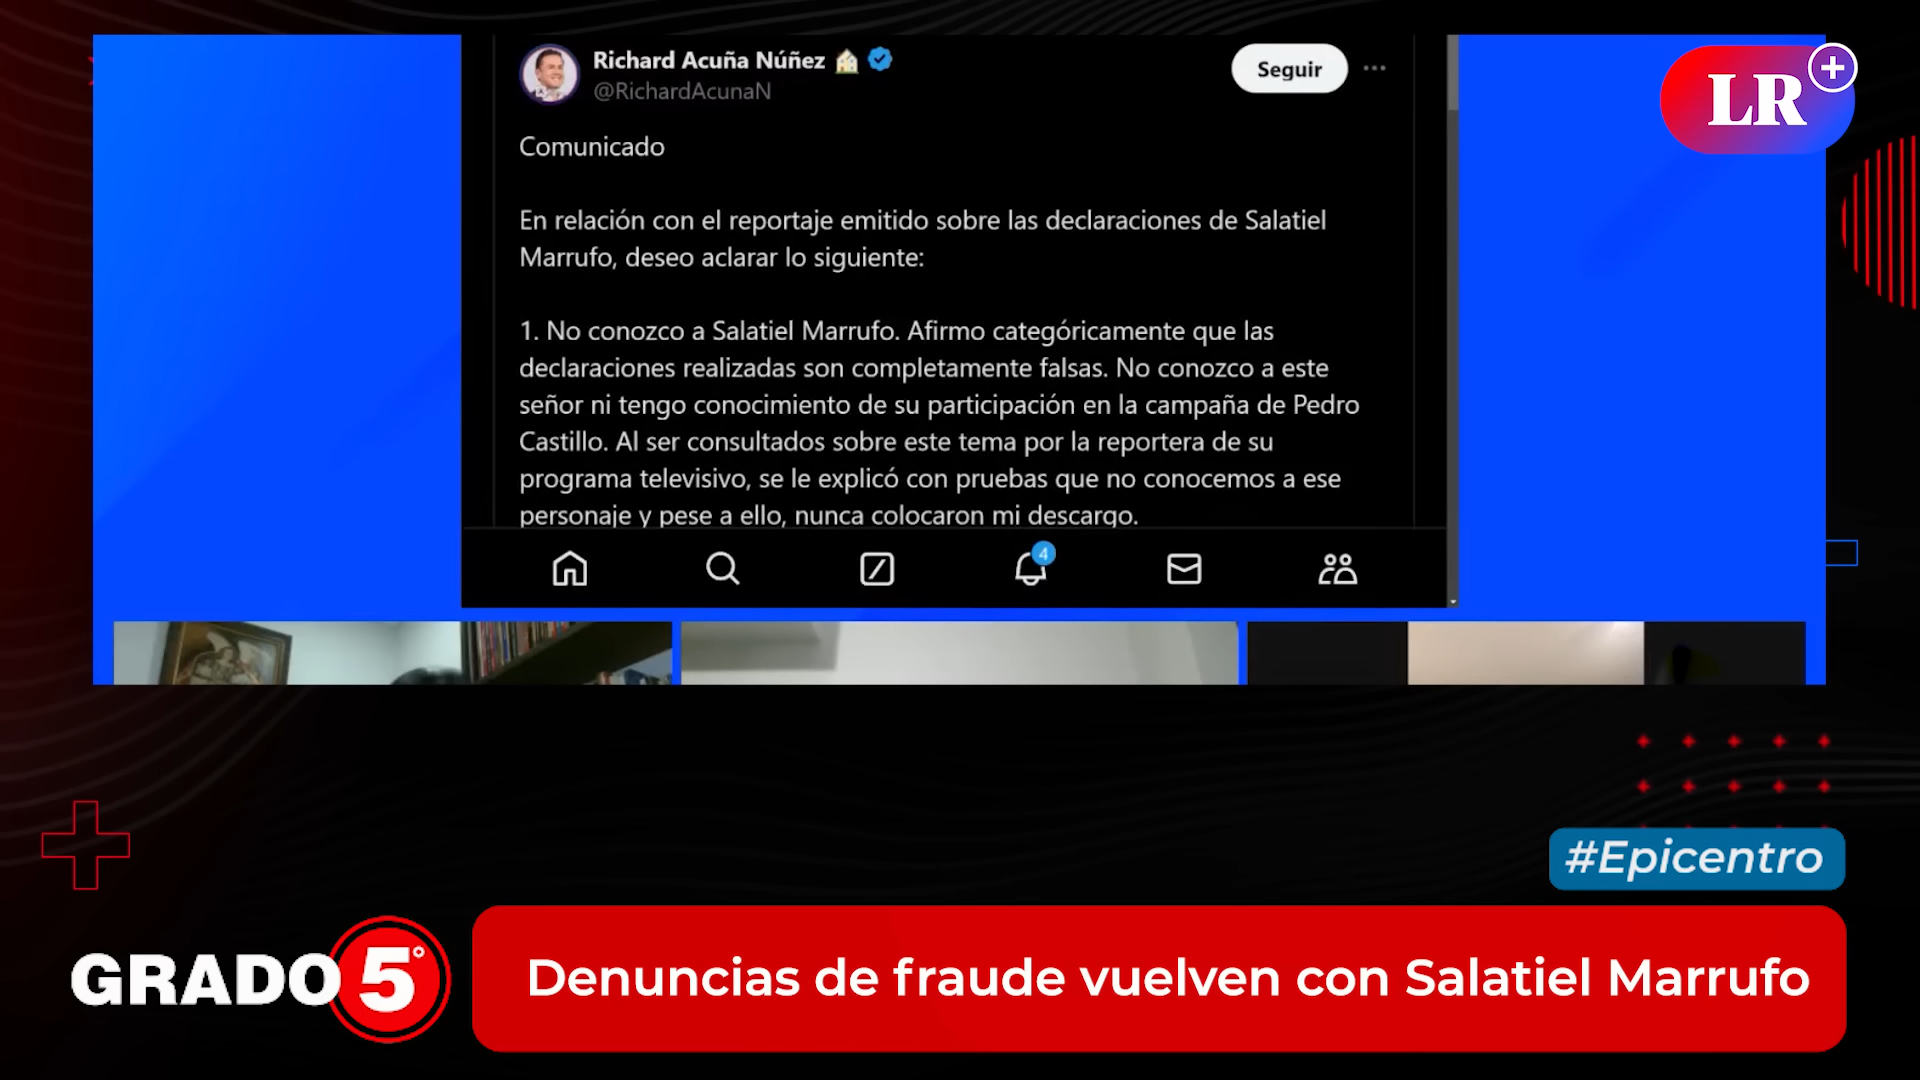 Richard Acuña Núñez
@RichardAcunaN
Seguir
LR+
Comunicado
En relación con el reportaje emitido sobre las declaraciones de Salatiel
Marrufo, deseo aclarar lo siguiente:
1. No conozco a Salatiel Marrufo. Afirmo categóricamente que las
declaraciones realizadas son completamente falsas. No conozco a este
señor ni tengo conocimiento de su participación en la campaña de Pedro
Castillo. Al ser consultados sobre este tema por la reportera de su
programa televisivo, se le explicó con pruebas que no conocemos a ese
personaje y pese a ello, nunca colocaron mi descargo.
4
#Epicentro
GRADO 5°
Denuncias de fraude vuelven con Salatiel Marrufo